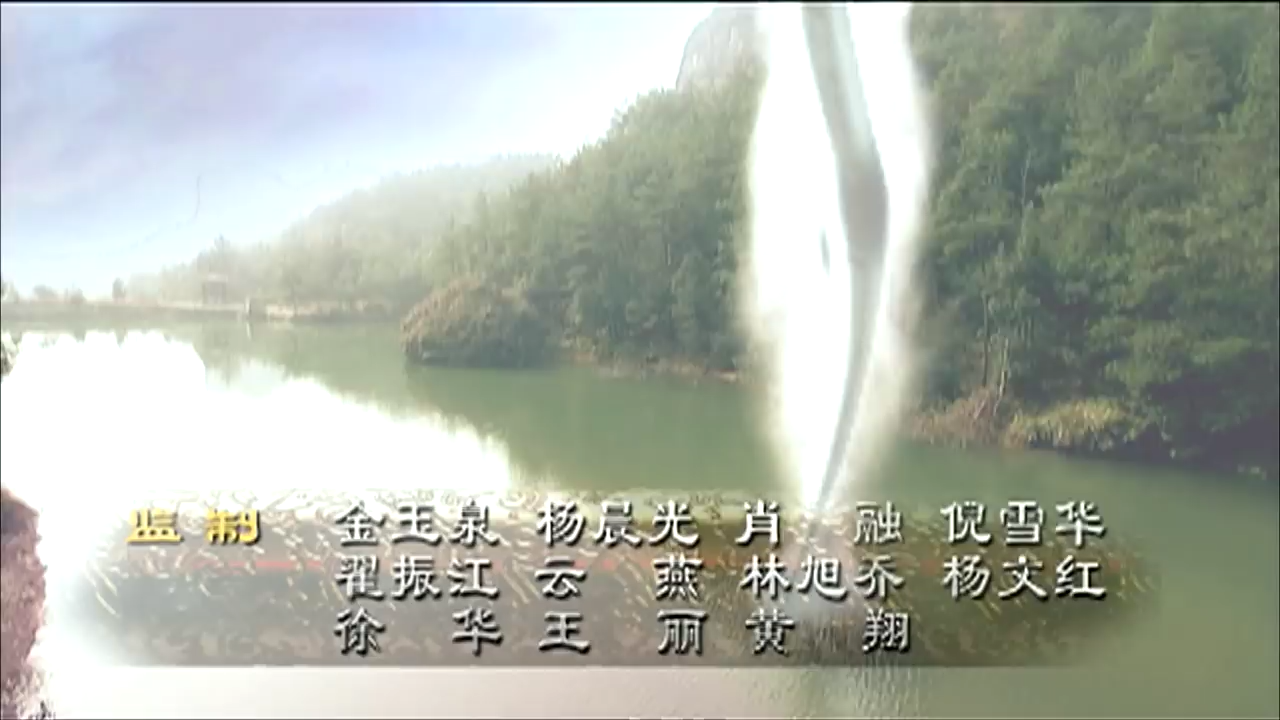 监制 金玉泉 杨晨光 肖融 倪雪华
翟振江 云燕 林旭乔 杨文红
徐华 王丽 黄翔